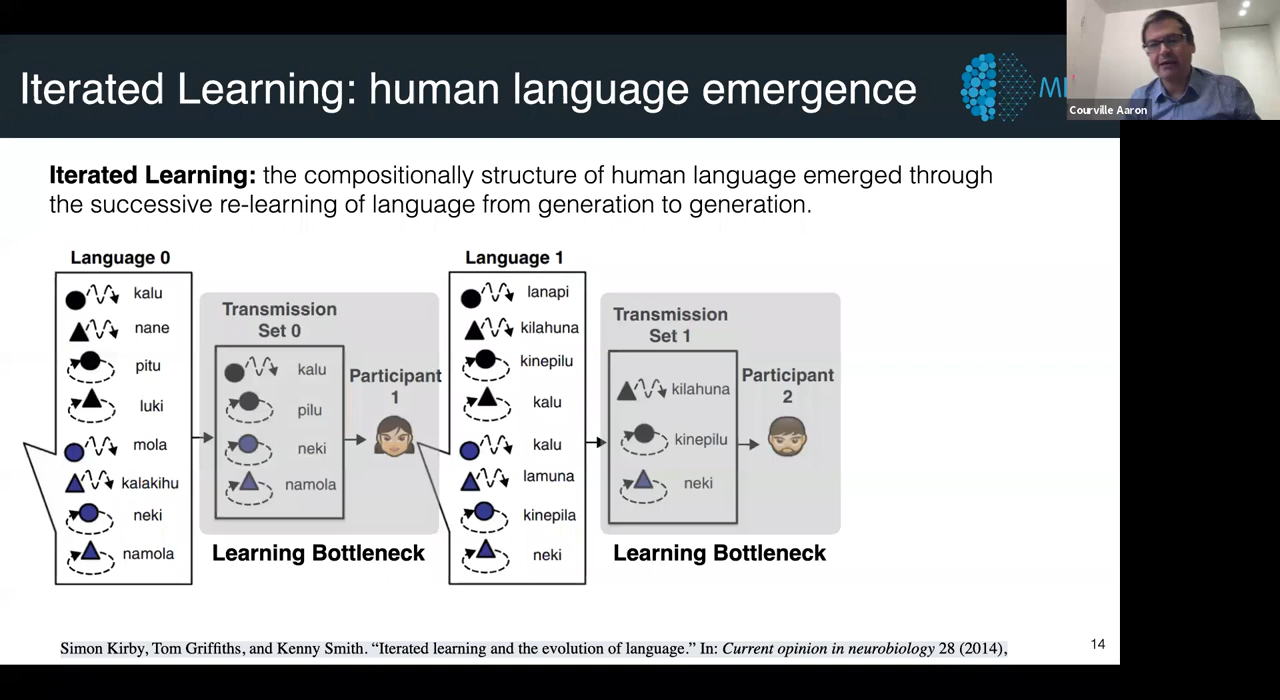 Iterated Learning: human language emergence
Courville Aaron
Iterated Learning: the compositionally structure of human language emerged through
the successive re-learning of language from generation to generation.
Language 0
kalu
nane
pitu
luki
mola
kalakihu
neki
namola
Transmission
Set 0
kalu
pilu
neki
namola
Participant
1
Learning Bottleneck
Language 1
lanapi
kilahuna
kinepilu
kalu
kalu
lamuna
kinepila
neki
Transmission
Set 1
kilahuna
kinepilu
neki
Participant
2
Learning Bottleneck
Simon Kirby, Tom Griffiths, and Kenny Smith. “Iterated learning and the evolution of language.” In: Current opinion in neurobiology 28 (2014),
14